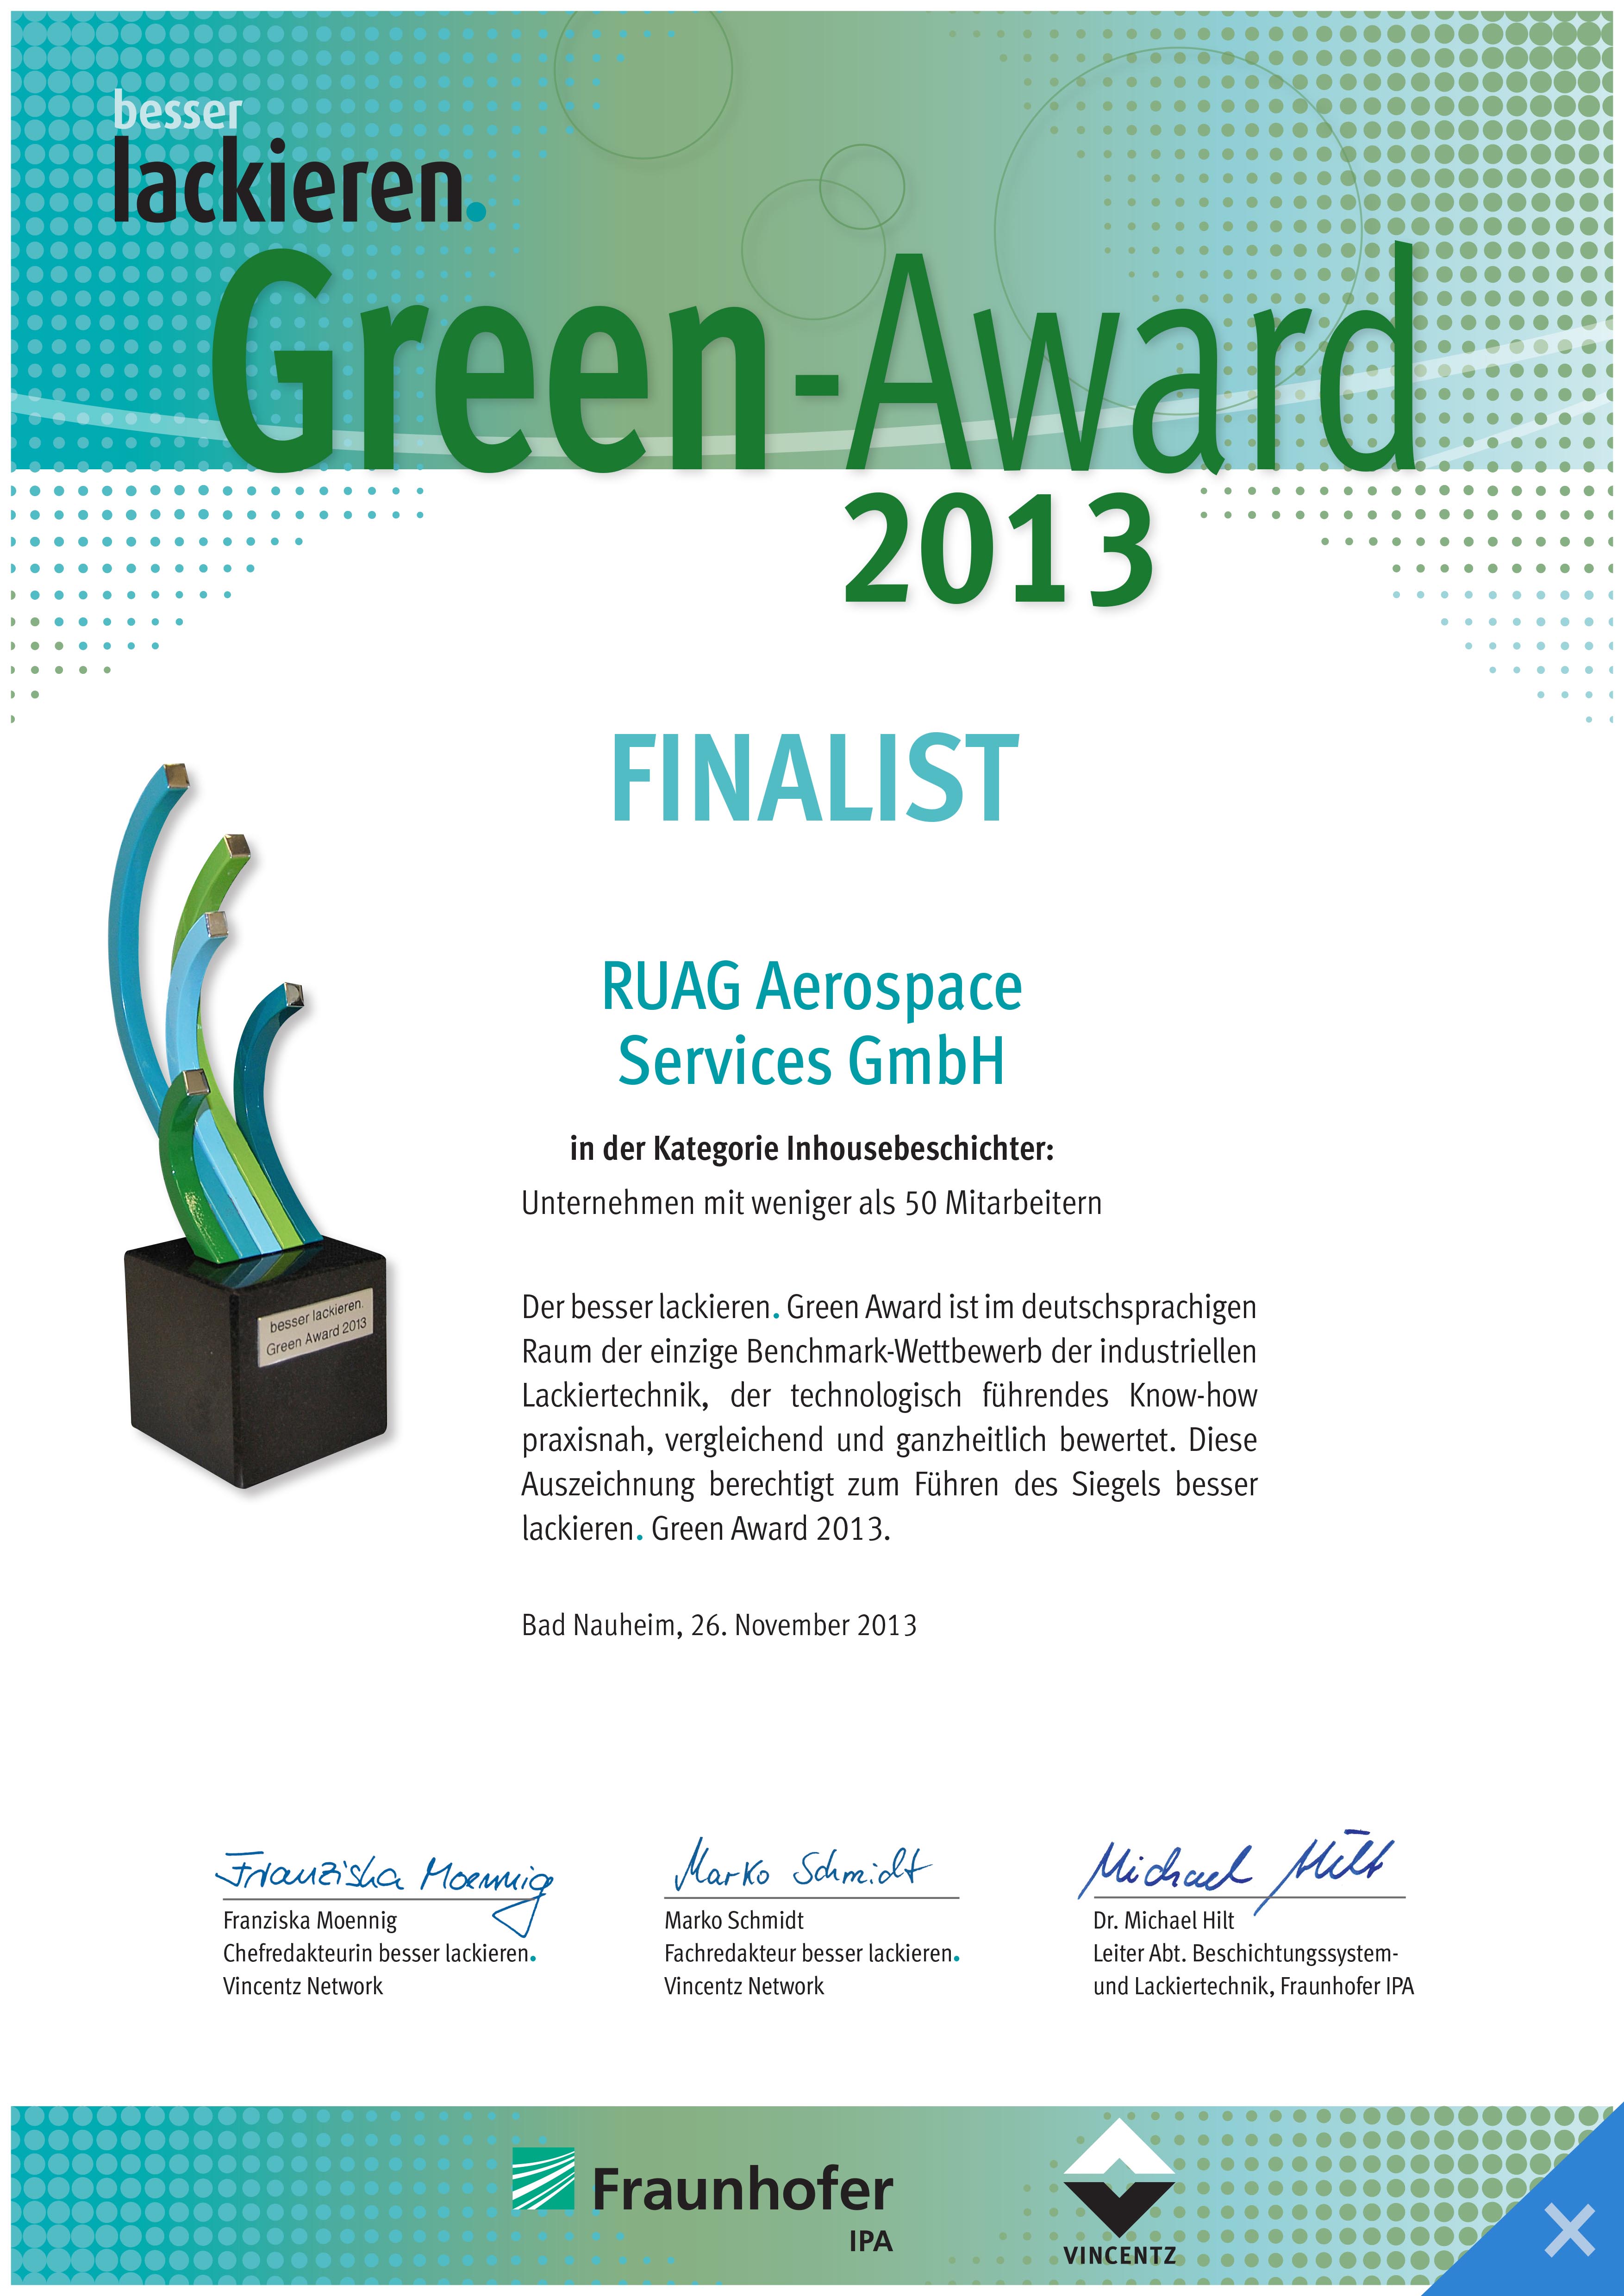 besser
lackieren.
Green-Award
2013
FINALIST
RUAG Aerospace
Services GmbH
in der Kategorie Inhousebeschichter:
Unternehmen mit weniger als 50 Mitarbeitern
besser lackieren.
Green Award 2013
Der besser lackieren. Green Award ist im deutschsprachigen
Raum der einzige Benchmark-Wettbewerb der industriellen
Lackiertechnik, der technologisch führendes Know-how
praxisnah, vergleichend und ganzheitlich bewertet. Diese
Auszeichnung berechtigt zum Führen des Siegels besser
lackieren. Green Award 2013.
Bad Nauheim, 26. November 2013
Franziska Moennig
Franziska Moennig
Chefredakteurin besser lackieren.
Vincentz Network
Marko Schmidt
Marko Schmidt
Fachredakteur besser lackieren.
Vincentz Network
Michael Hilt
Dr. Michael Hilt
Leiter Abt. Beschichtungssystem-
und Lackiertechnik, Fraunhofer IPA
Fraunhofer
IPA
VINCENTZ